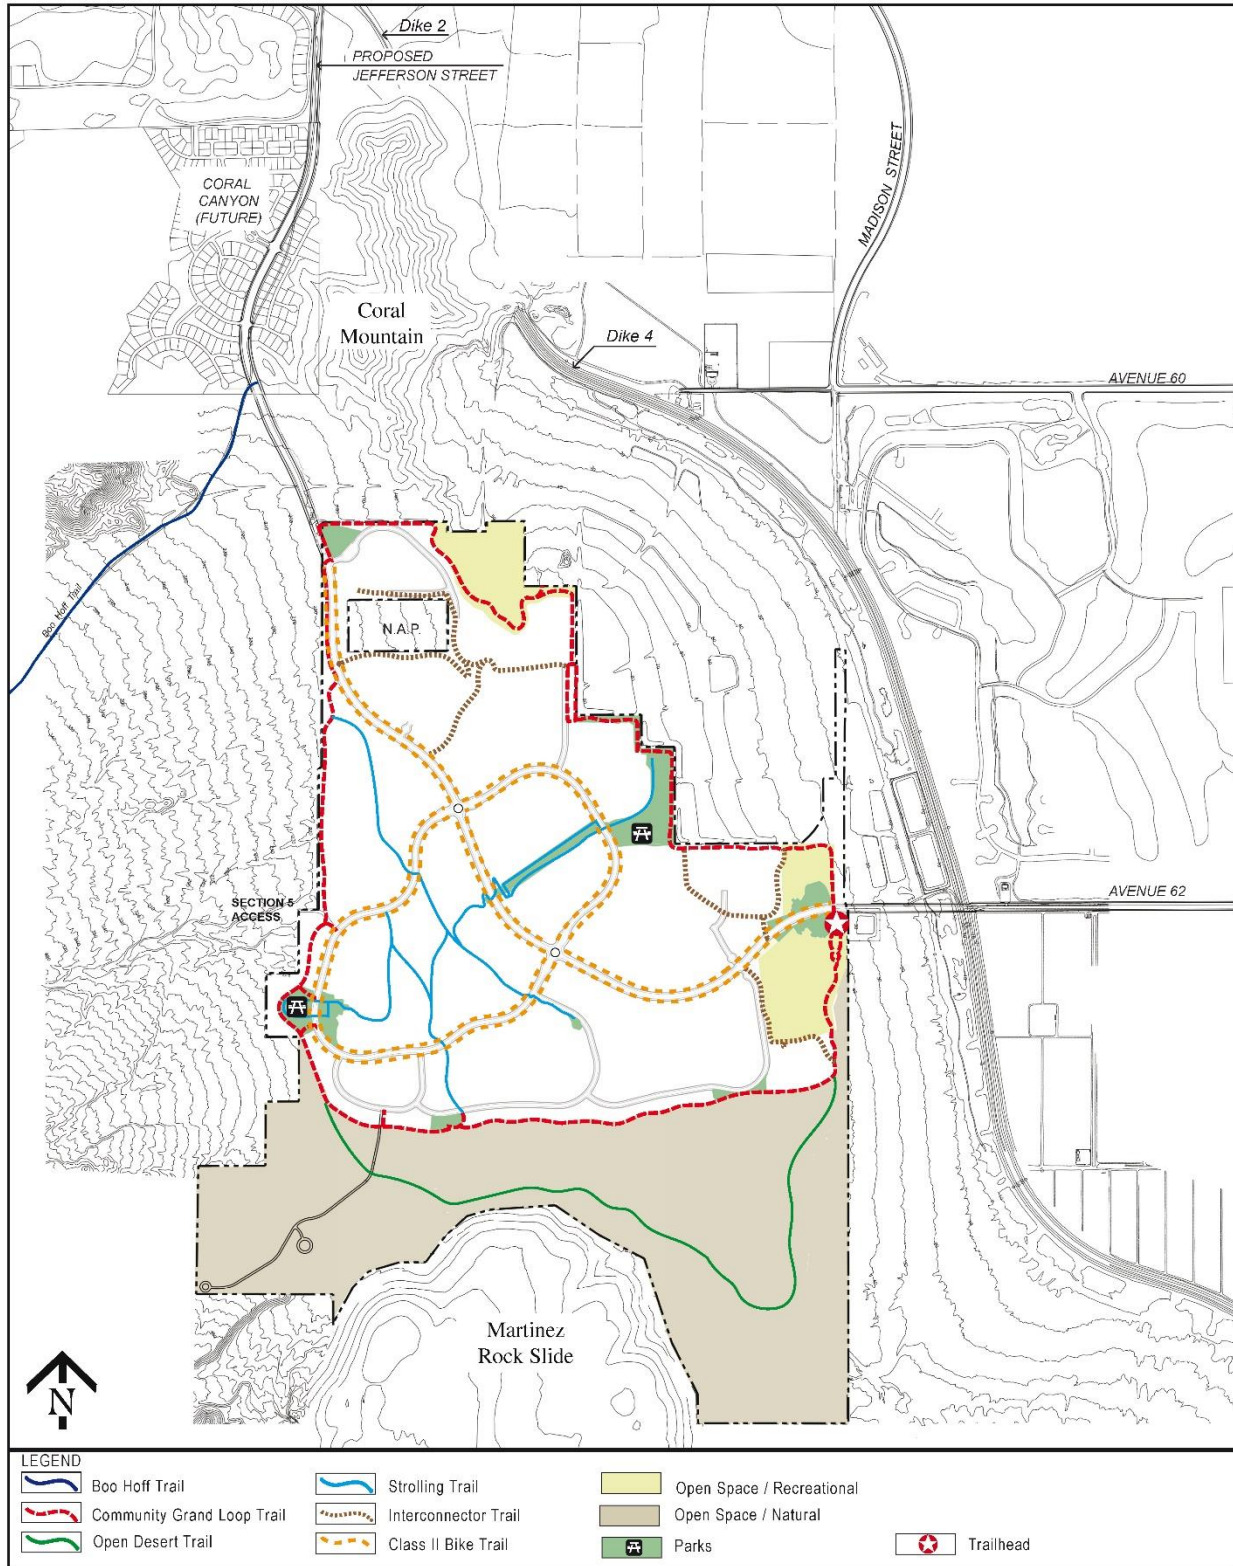 Dike 2
PROPOSED
JEFFERSON STREET
MADISON STREET
CORAL
CANYON
(FUTURE)
Coral
Mountain
Dike 4
AVENUE 60
Boo Hoff Trail
N.A.P.
SECTION 5
ACCESS
AVENUE 62
Martinez
Rock Slide
N
LEGEND
Boo Hoff Trail
Community Grand Loop Trail
Open Desert Trail
Strolling Trail
Interconnector Trail
Class II Bike Trail
Open Space / Recreational
Open Space / Natural
Parks
Trailhead